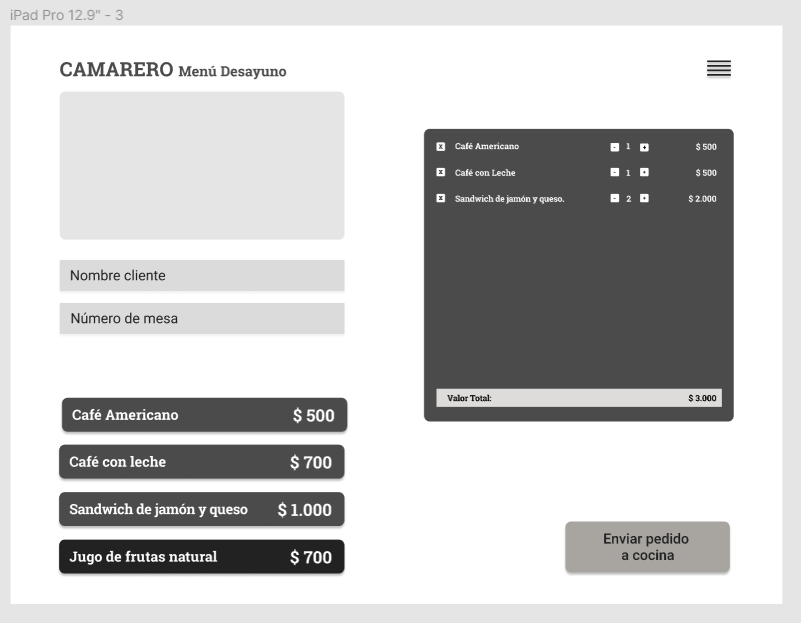 iPad Pro 12.9" - 3
CAMARERO Menú Desayuno
Nombre cliente
Número de mesa
Café Americano $ 500
Café con leche $ 700
Sandwich de jamón y queso $ 1.000
Jugo de frutas natural $ 700
x Café Americano - 1 + $ 500
x Café con Leche - 1 + $ 500
x Sandwich de jamón y queso. - 2 + $ 2.000
Valor Total: $ 3.000
Enviar pedido
a cocina